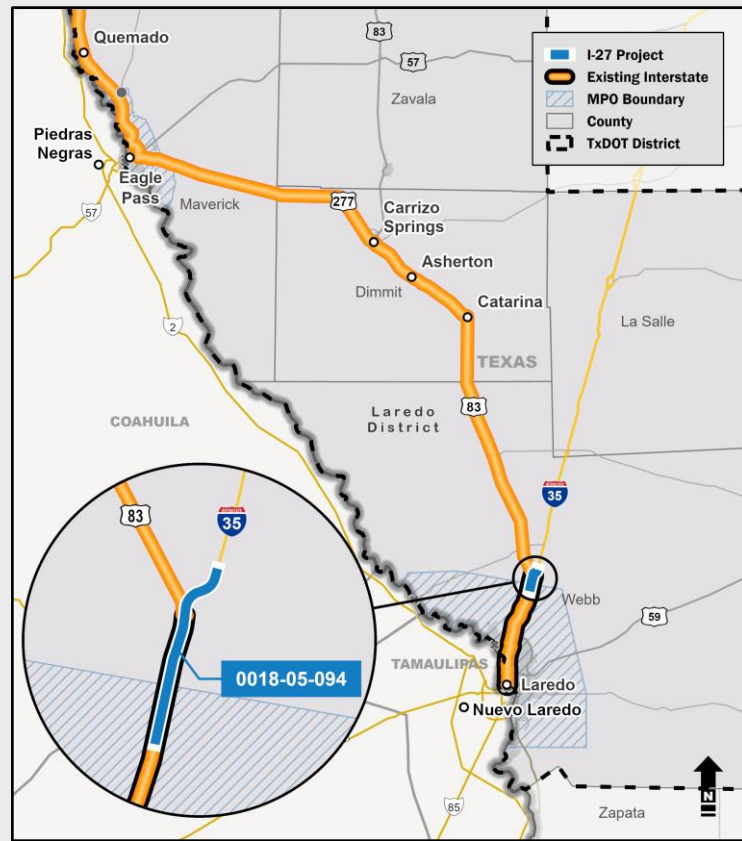 Quemado
83
57
Zavala
I-27 Project
Existing Interstate
MPO Boundary
County
TxDOT District
Piedras
Negras
Eagle
Pass
Maverick
57
277
Carrizo
Springs
Asherton
Dimmit
Catarina
2
La Salle
TEXAS
83
Laredo
District
COAHUILA
35
83
35
Webb
59
0018-05-094
TAMAULIPAS
Laredo
Nuevo Laredo
85
N
Zapata